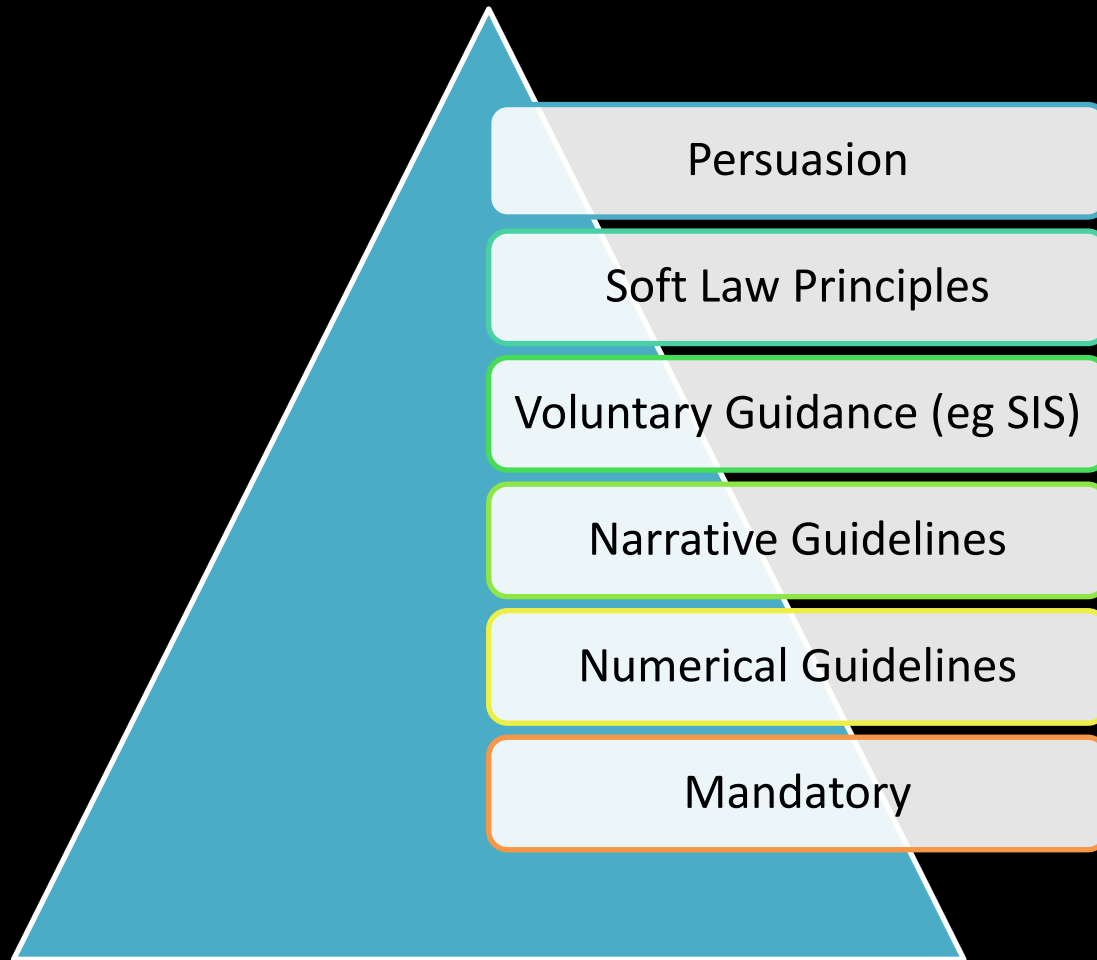 Persuasion
Soft Law Principles
Voluntary Guidance (eg SIS)
Narrative Guidelines
Numerical Guidelines
Mandatory